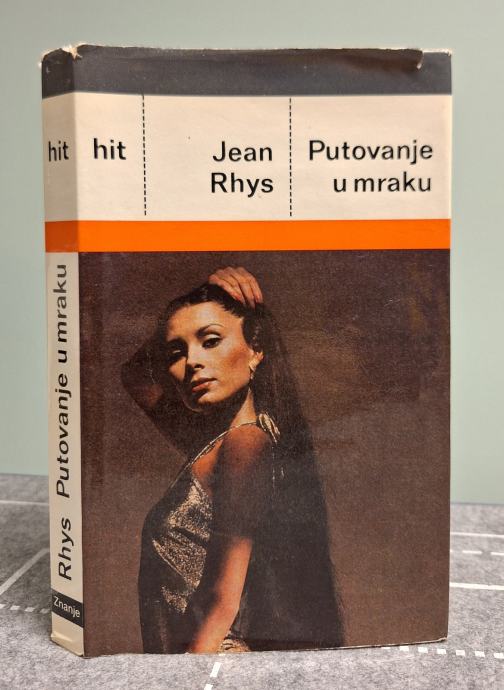 hit
Jean
Rhys
Putovanje
u mraku
hit
Rhys Putovanje u mraku
Znanje